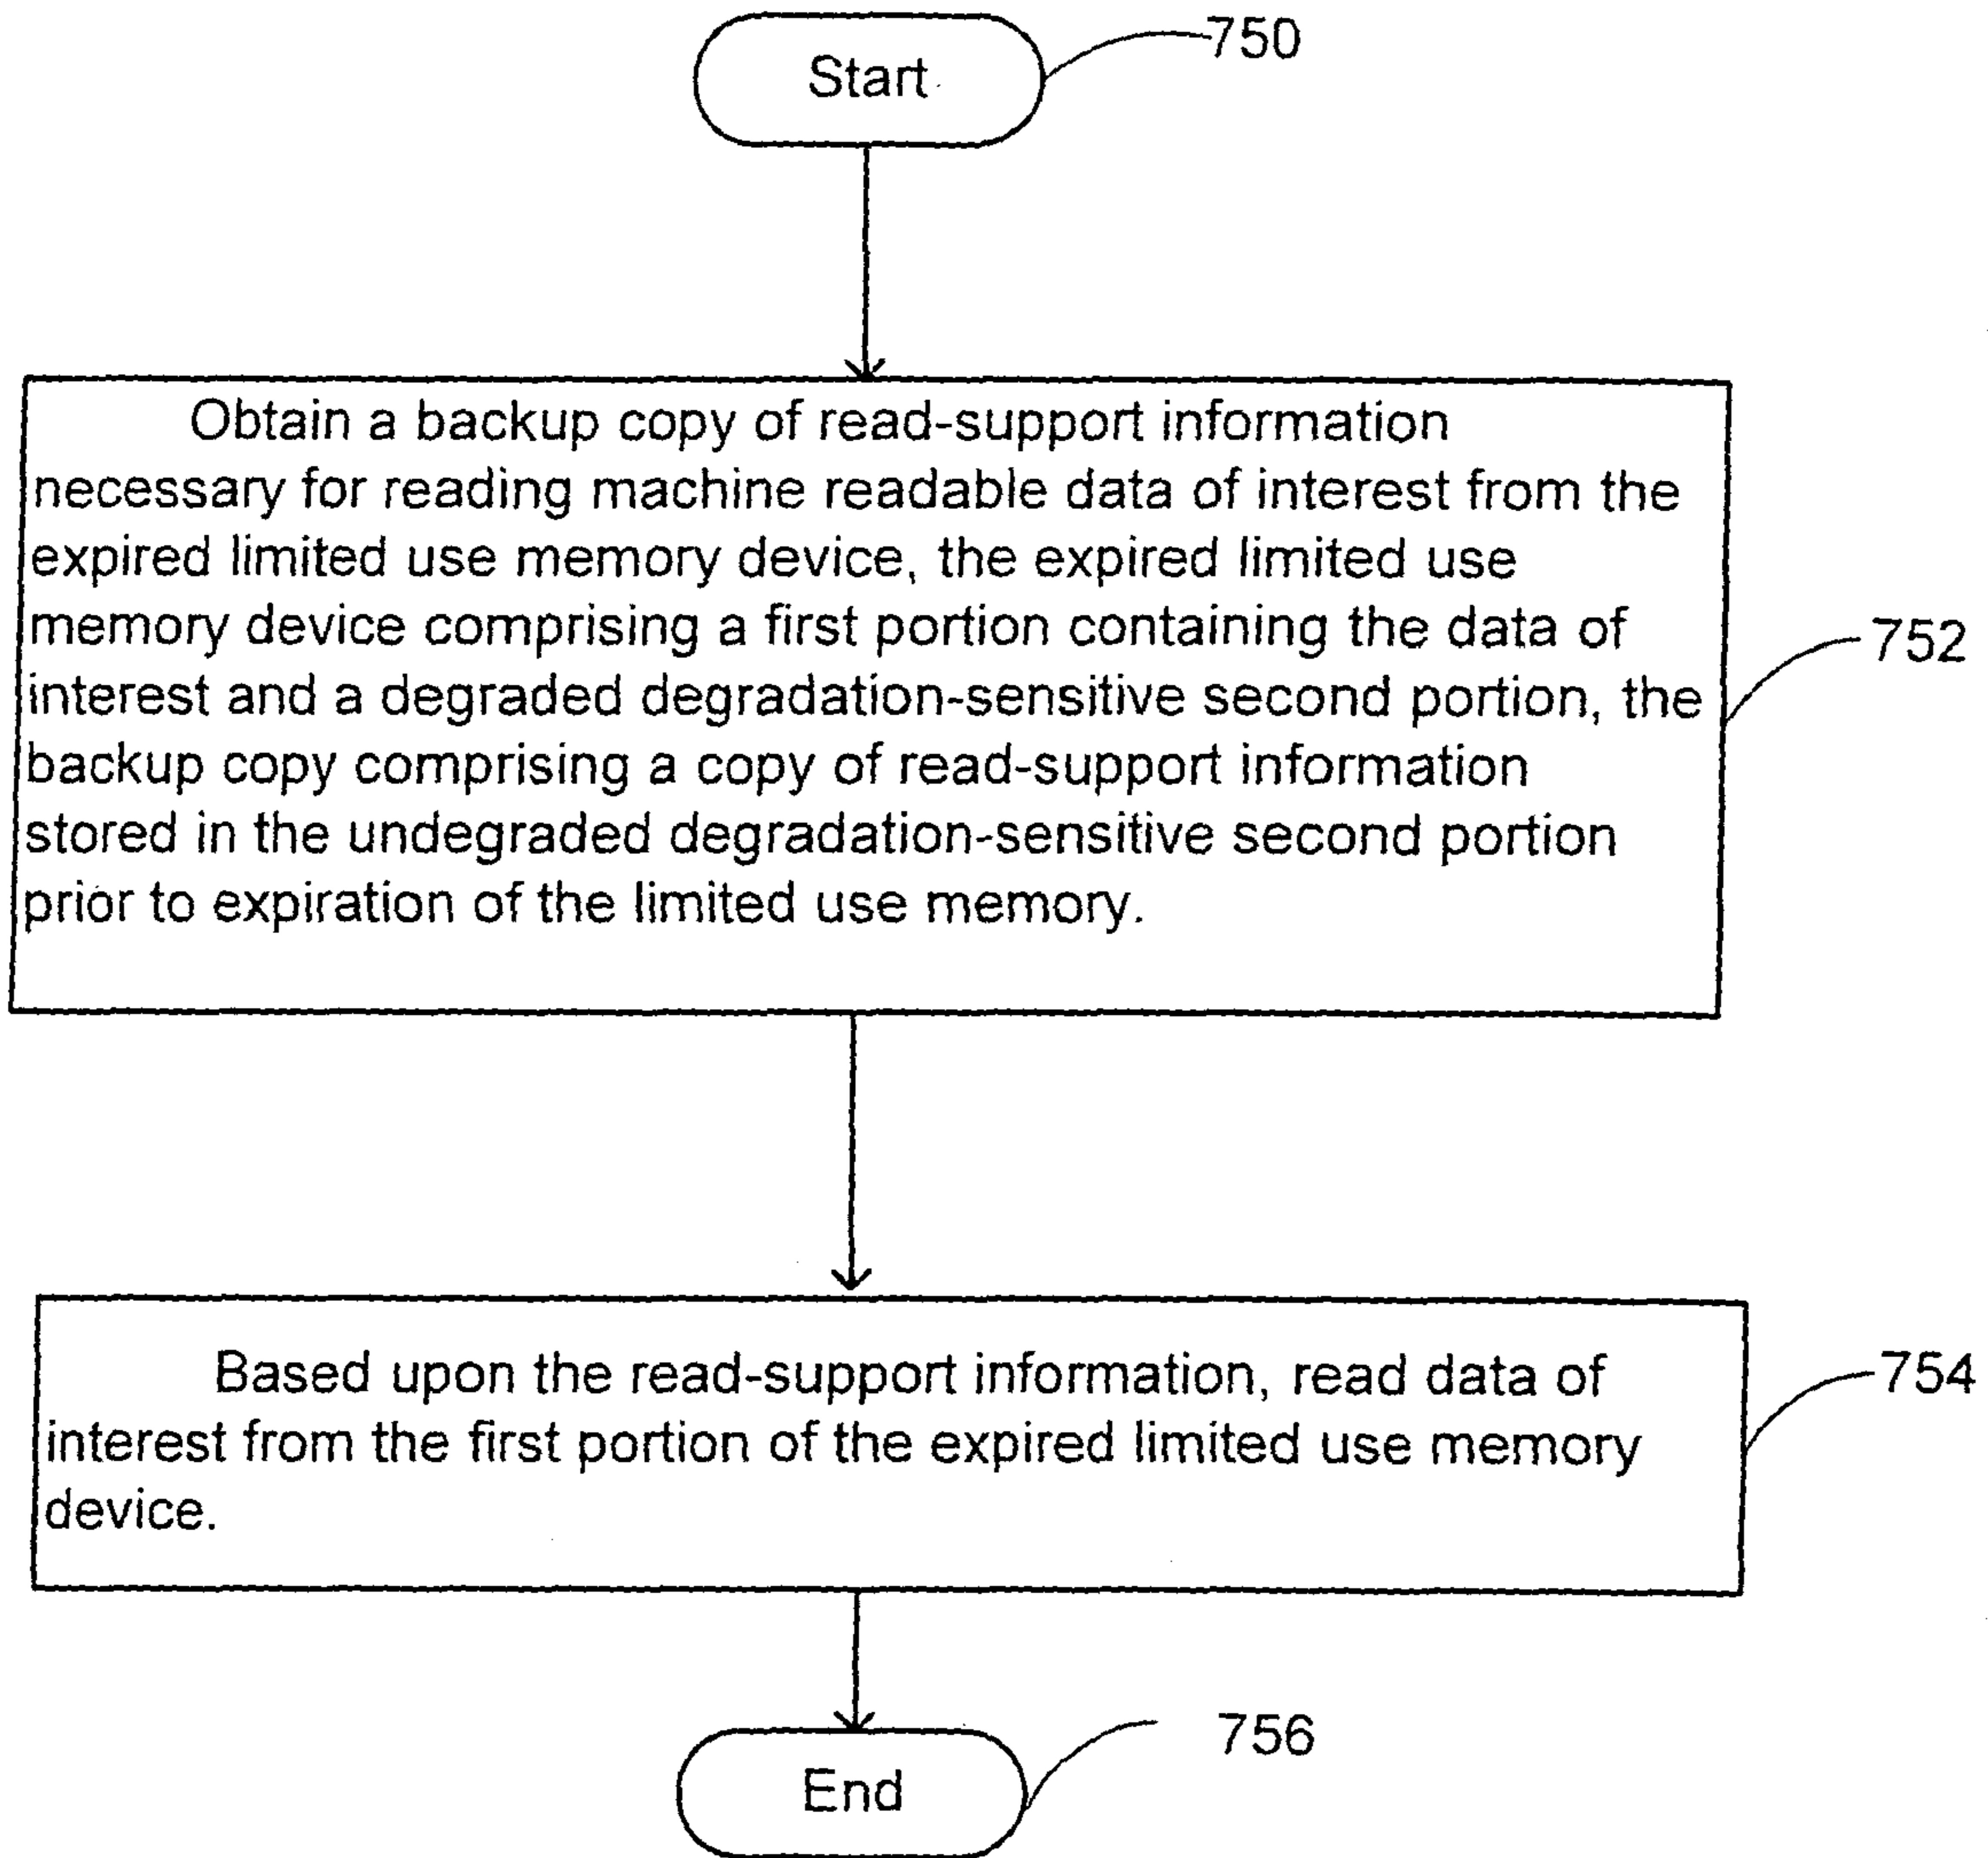 Start
750
Obtain a backup copy of read-support information
necessary for reading machine readable data of interest from the
expired limited use memory device, the expired limited use
memory device comprising a first portion containing the data of
interest and a degraded degradation-sensitive second portion, the
backup copy comprising a copy of read-support information
stored in the undegraded degradation-sensitive second portion
prior to expiration of the limited use memory.
752
Based upon the read-support information, read data of
interest from the first portion of the expired limited use memory
device.
754
End
756